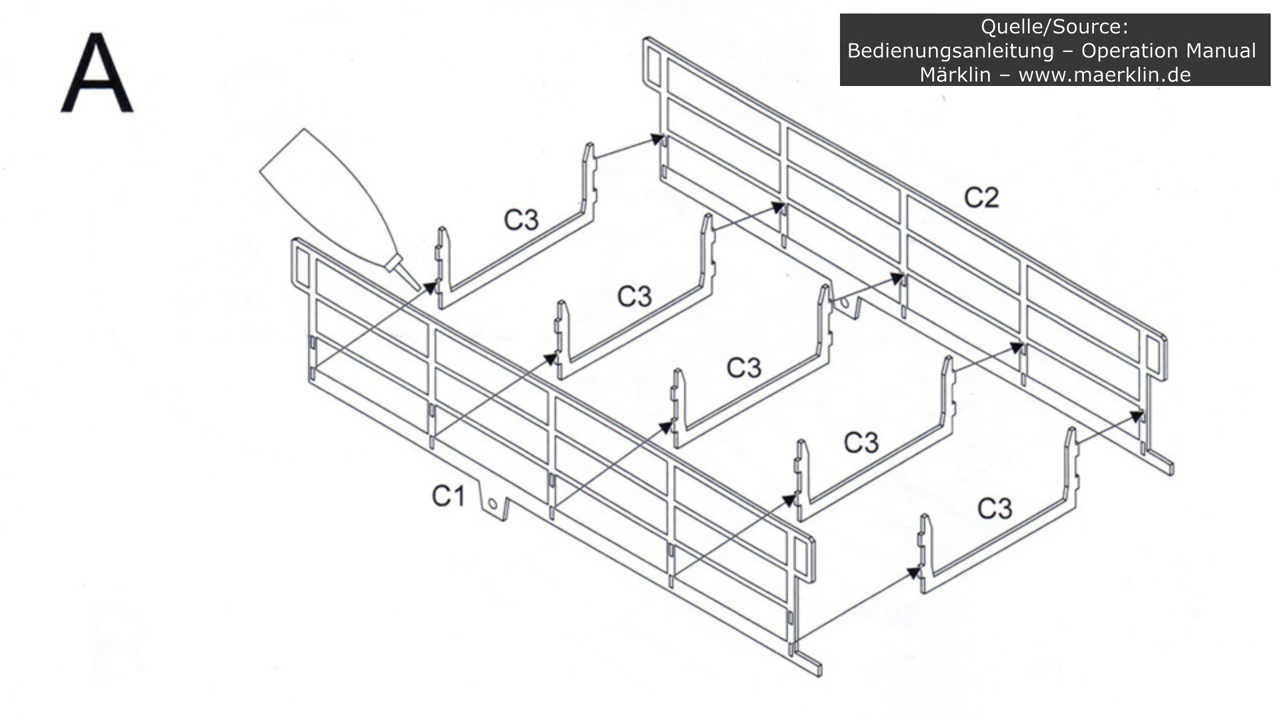 A
Quelle/Source:
Bedienungsanleitung – Operation Manual
Märklin – www.maerklin.de
C2
C3
C3
C3
C3
C1
C3